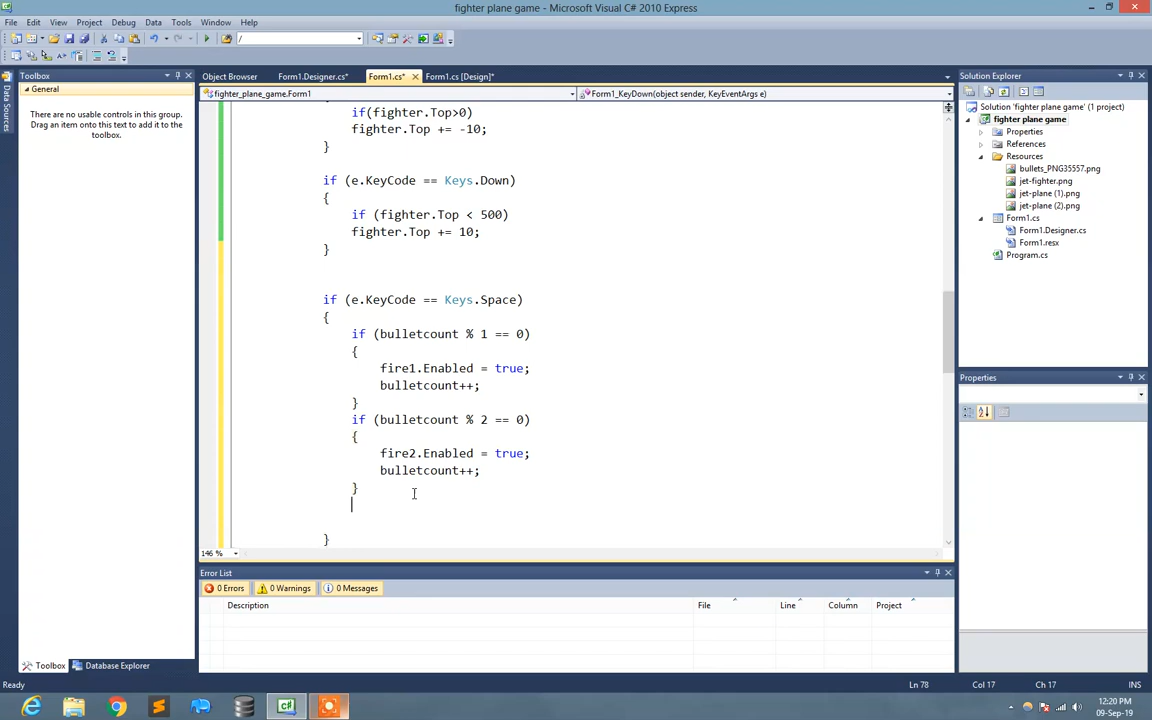 fighter plane game - Microsoft Visual C# 2010 Express
File Edit View Project Debug Data Tools Window Help
/
Data Sources
Toolbox
General
There are no usable controls in this group. Drag an item onto this text to add it to the toolbox.
Toolbox Database Explorer
Object Browser Form1.Designer.cs* Form1.cs* Form1.cs [Design]*
fighter_plane_game.Form1 Form1_KeyDown(object sender, KeyEventArgs e)
if(fighter.Top>0)
fighter.Top += -10;
}
if (e.KeyCode == Keys.Down)
{
if (fighter.Top < 500)
fighter.Top += 10;
}
if (e.KeyCode == Keys.Space)
{
if (bulletcount % 1 == 0)
{
fire1.Enabled = true;
bulletcount++;
}
if (bulletcount % 2 == 0)
{
fire2.Enabled = true;
bulletcount++;
}
}
146 %
Error List
0 Errors 0 Warnings 0 Messages
Description File Line Column Project
Solution Explorer
Solution 'fighter plane game' (1 project)
fighter plane game
Properties
References
Resources
bullets_PNG35557.png
jet-fighter.png
jet-plane (1).png
jet-plane (2).png
Form1.cs
Form1.Designer.cs
Form1.resx
Program.cs
Properties
Ready Ln 78 Col 17 Ch 17 INS
12:20 PM
09-Sep-19